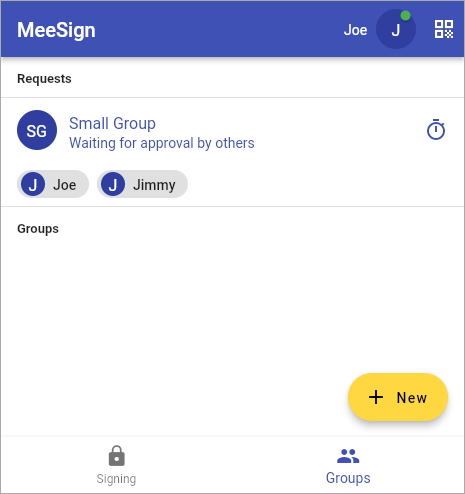 MeeSign
Joe J
Requests
SG
Small Group
Waiting for approval by others
J Joe J Jimmy
Groups
+ New
Signing Groups